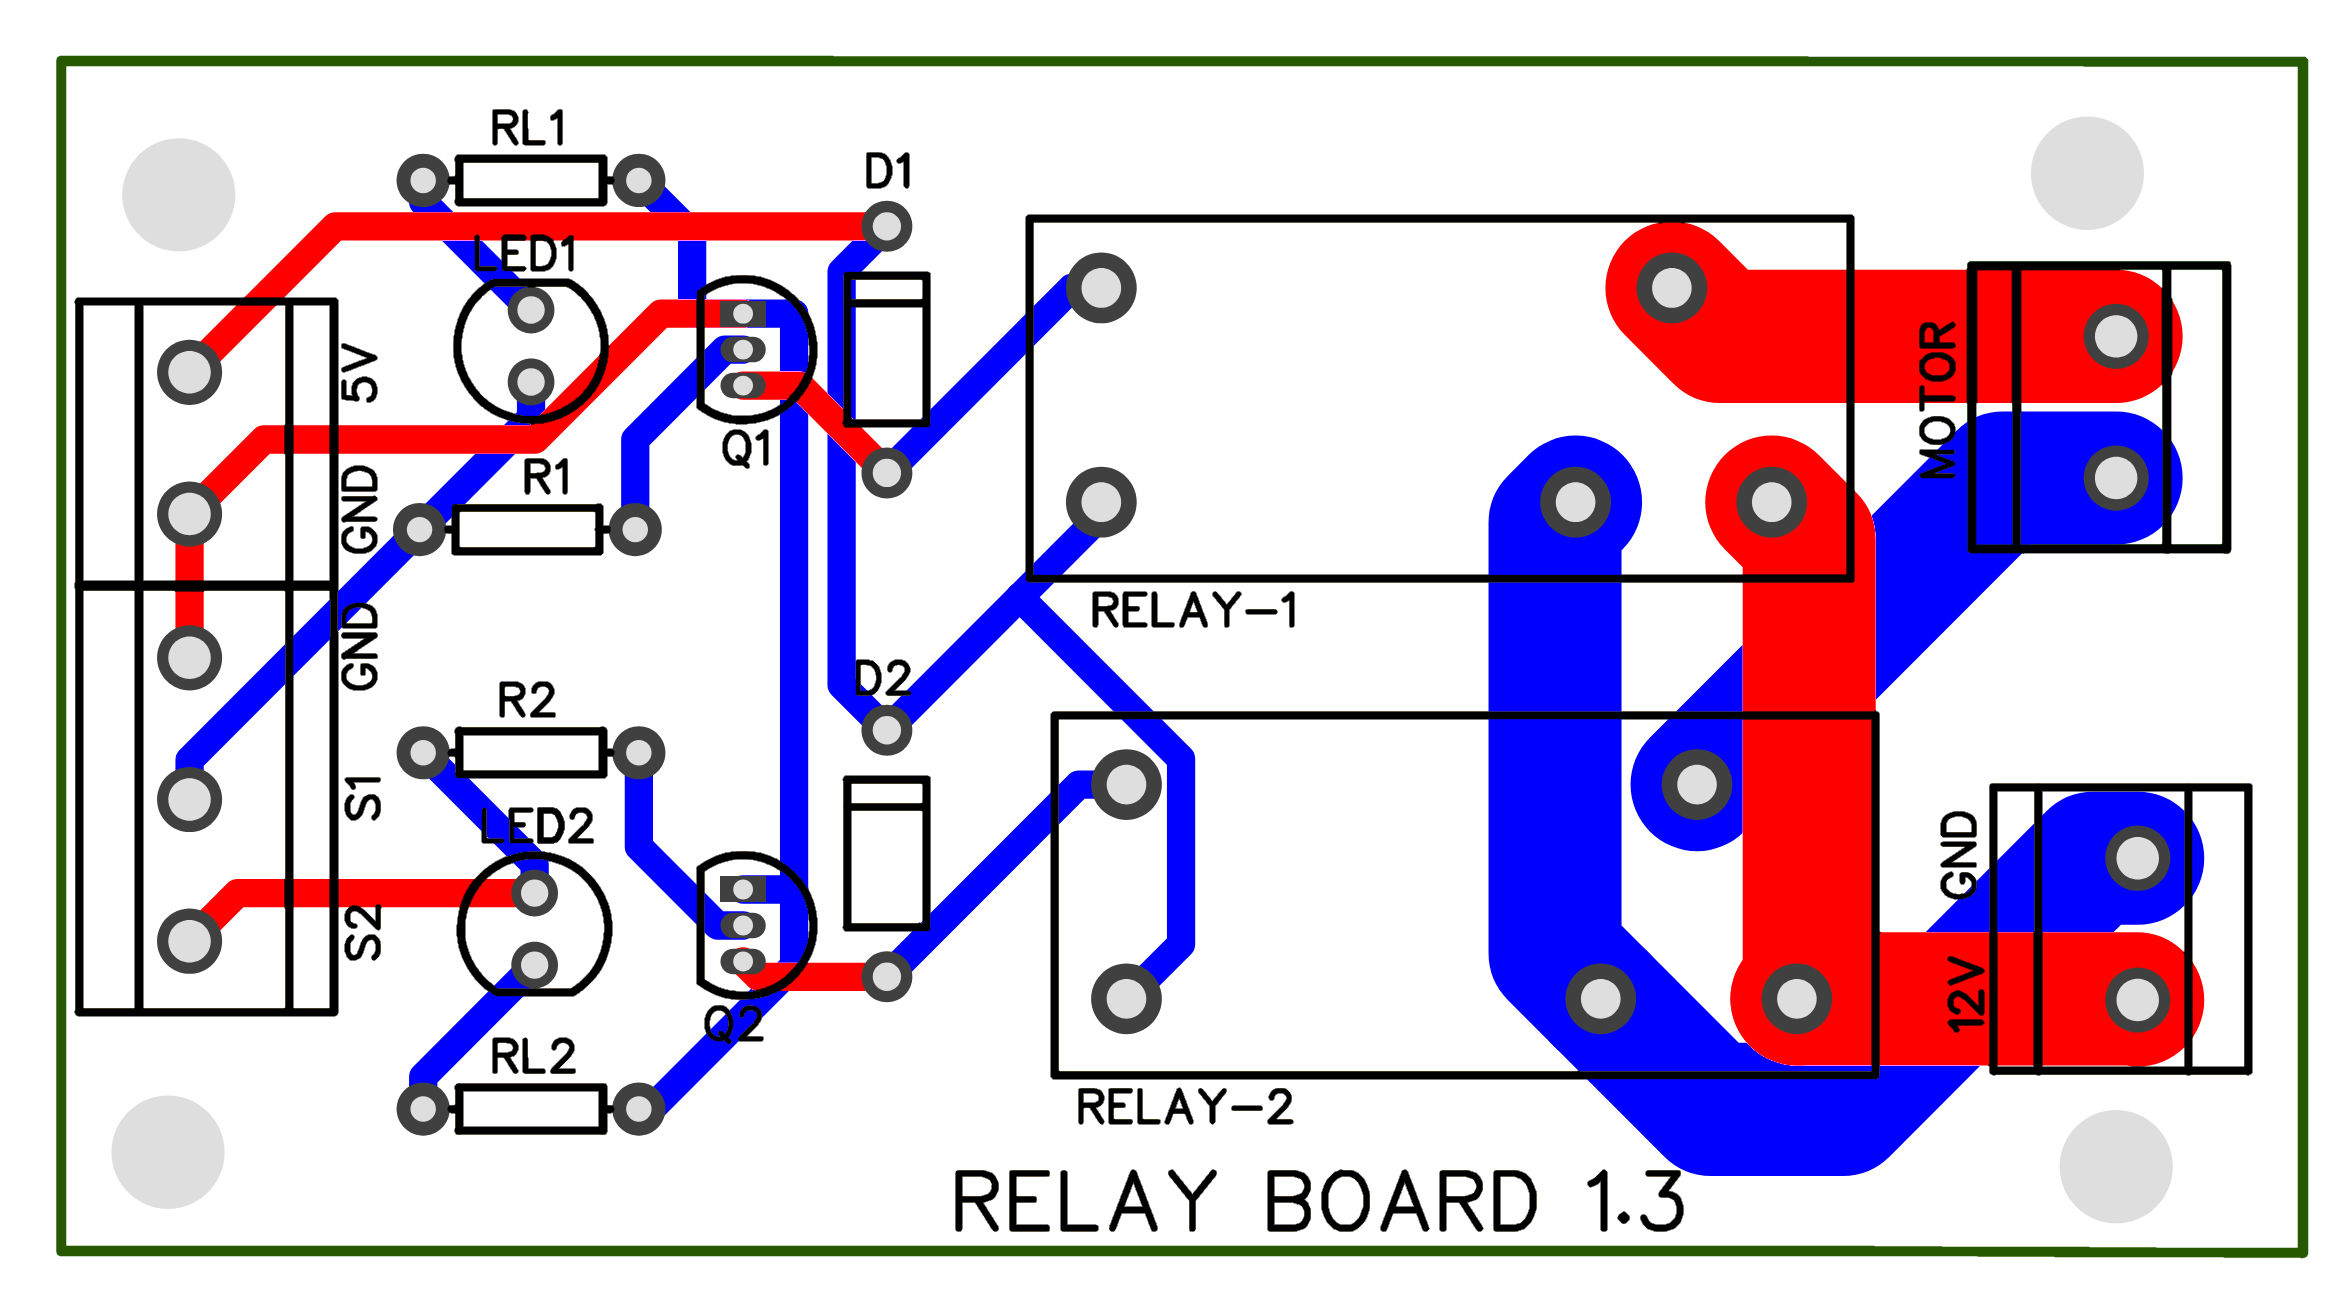 RL1
D1
LED1
5V
MOTOR
Q1
R1
GND
RELAY-1
GND
D2
R2
S1
LED2
GND
S2
12V
Q2
RL2
RELAY-2
RELAY BOARD 1.3